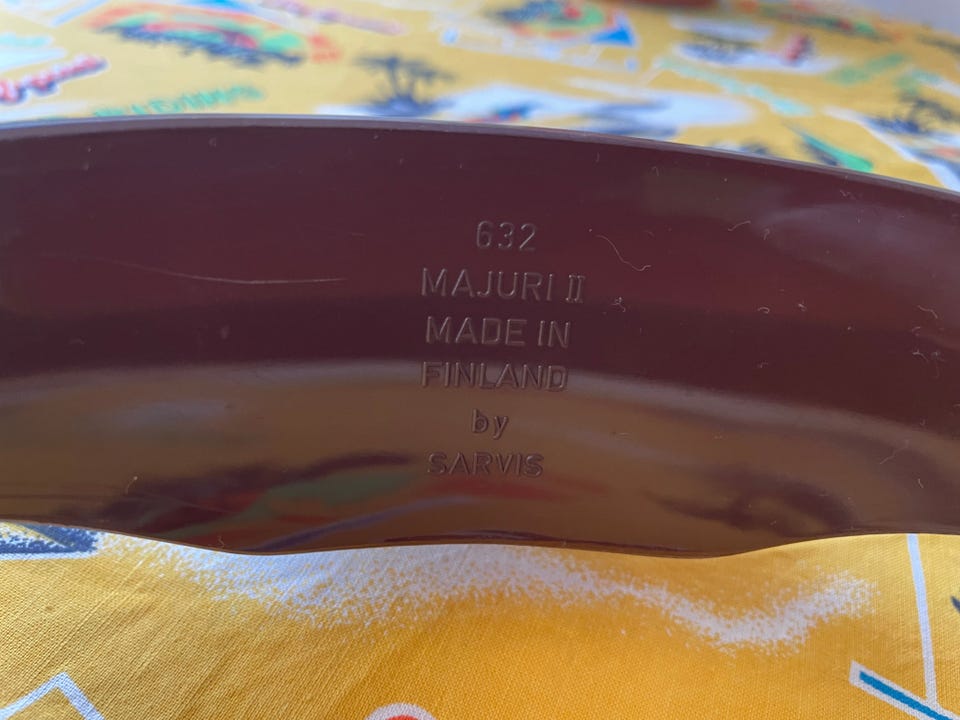 632
MAJURI II
MADE IN
FINLAND
by
SARVIS